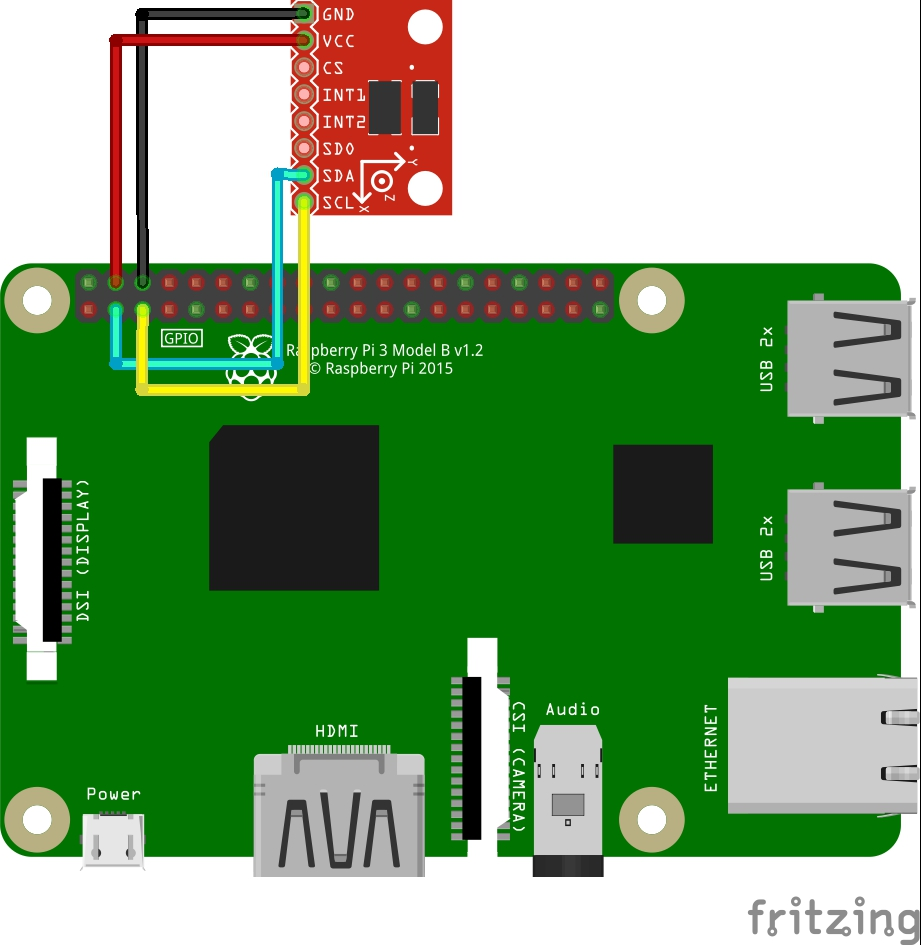 GND
VCC
CS
INT1
INT2
SDO
SDA
SCL
Y
Z
X
GPIO
Raspberry Pi 3 Model B v1.2
© Raspberry Pi 2015
USB 2x
USB 2x
DSI (DISPLAY)
ETHERNET
CSI (CAMERA)
Audio
HDMI
Power
fritzing